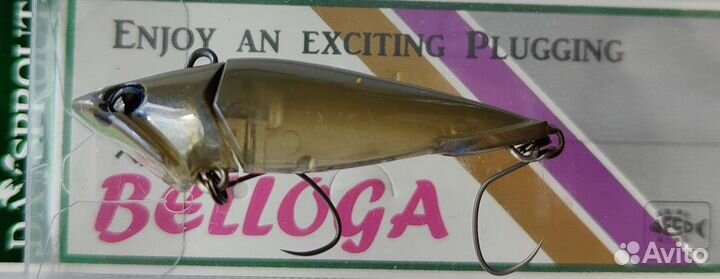 ENJOY AN EXCITING PLUGGING
BeLLOGA
Avito